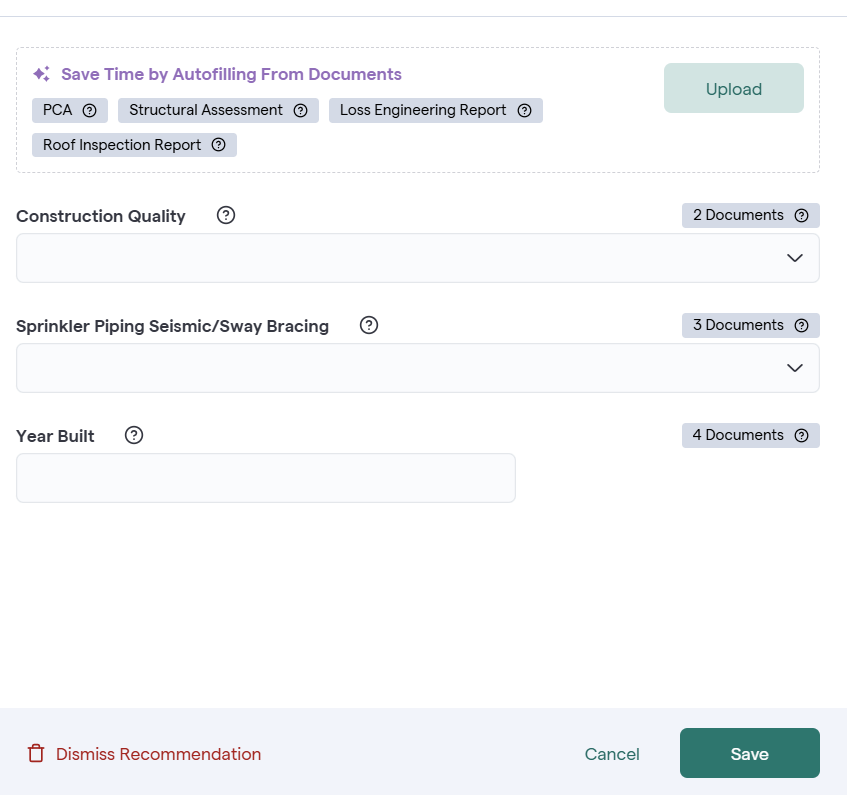 Save Time by Autofilling From Documents
Upload
PCA
Structural Assessment
Loss Engineering Report
Roof Inspection Report
Construction Quality
2 Documents
Sprinkler Piping Seismic/Sway Bracing
3 Documents
Year Built
4 Documents
Dismiss Recommendation
Cancel
Save